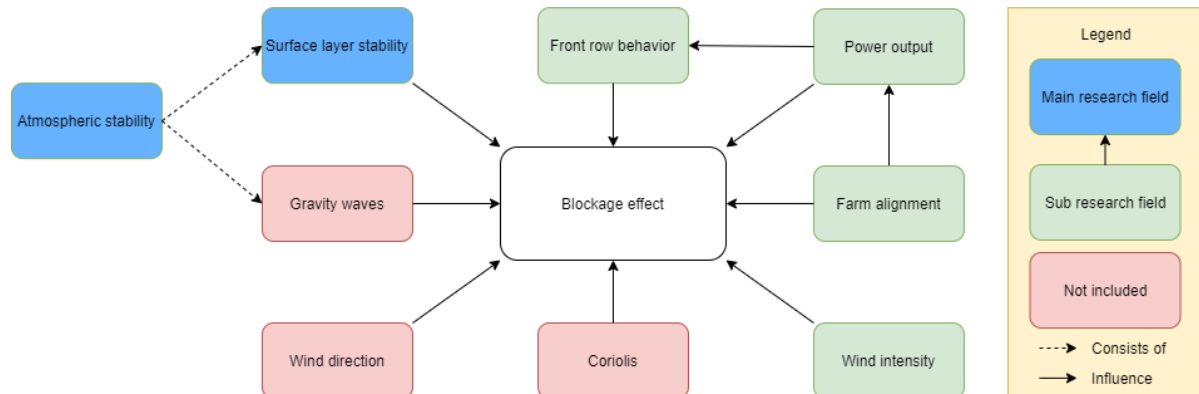 Surface layer stability
Front row behavior
Power output
Atmospheric stability
Gravity waves
Blockage effect
Farm alignment
Wind direction
Coriolis
Wind intensity
Legend
Main research field
Sub research field
Not included
Consists of
Influence